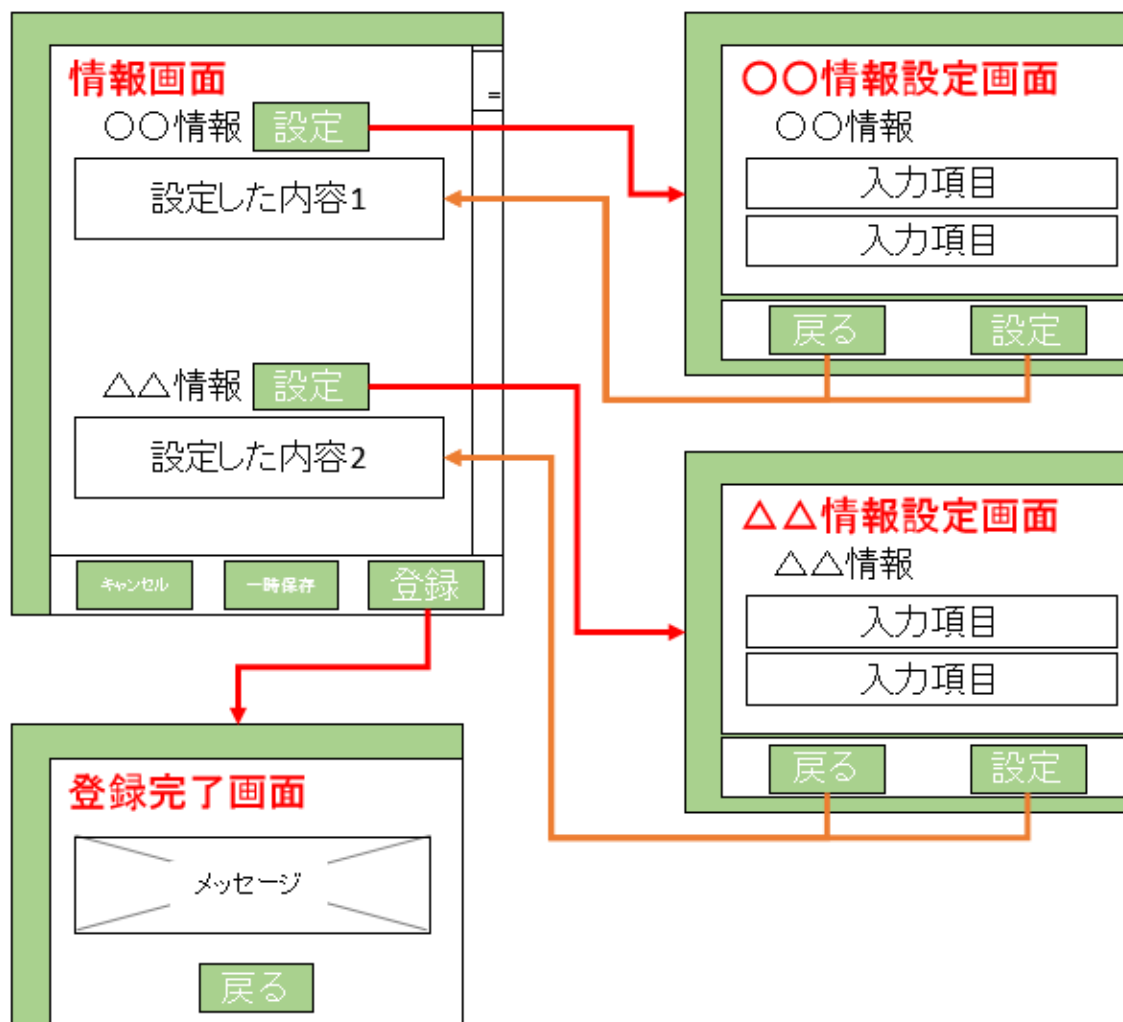 情報画面
〇〇情報 設定
設定した内容1
△△情報 設定
設定した内容2
キャンセル 一時保存 登録
〇〇情報設定画面
〇〇情報
入力項目
入力項目
戻る 設定
△△情報設定画面
△△情報
入力項目
入力項目
戻る 設定
登録完了画面
メッセージ
戻る